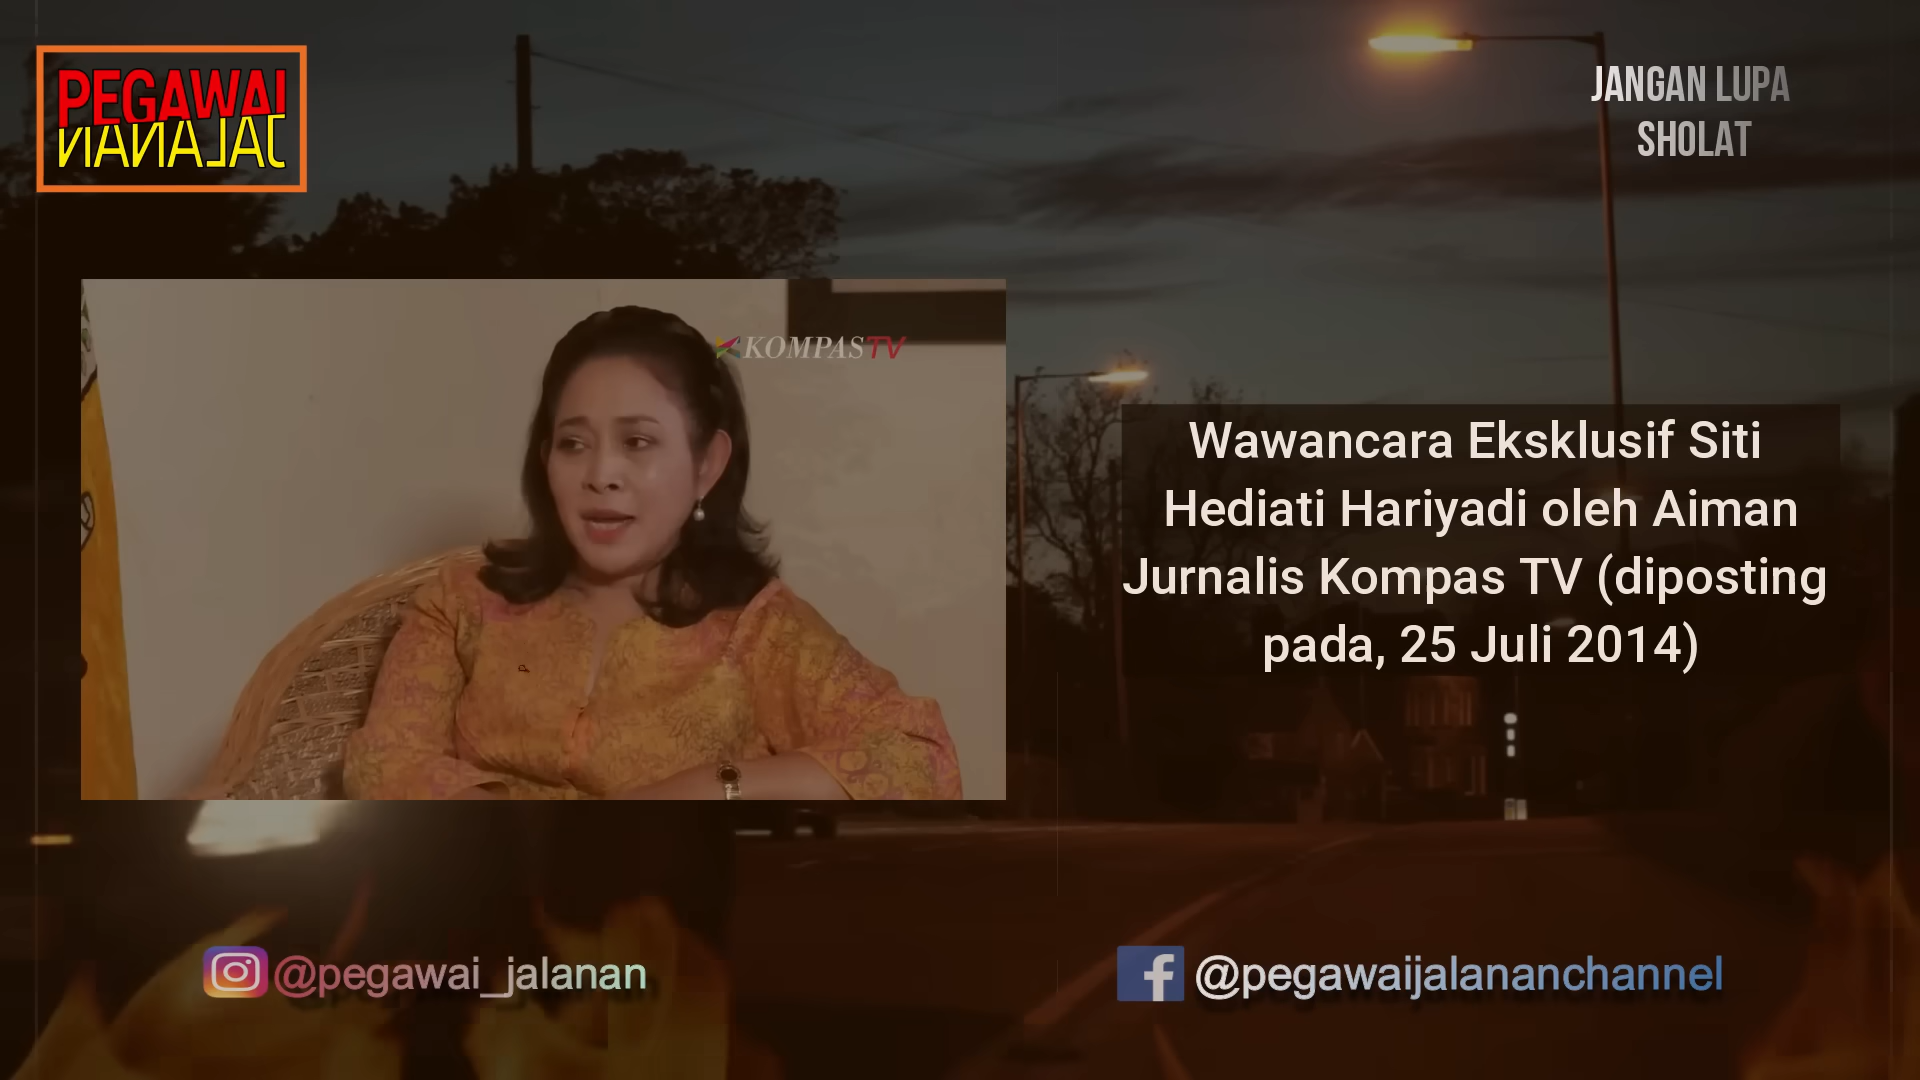 PEGAWAI
JALANAN
JANGAN LUPA
SHOLAT
KOMPASTV
Wawancara Eksklusif Siti
Hediati Hariyadi oleh Aiman
Jurnalis Kompas TV (diposting
pada, 25 Juli 2014)
@pegawai_jalanan
@pegawaijalananchannel